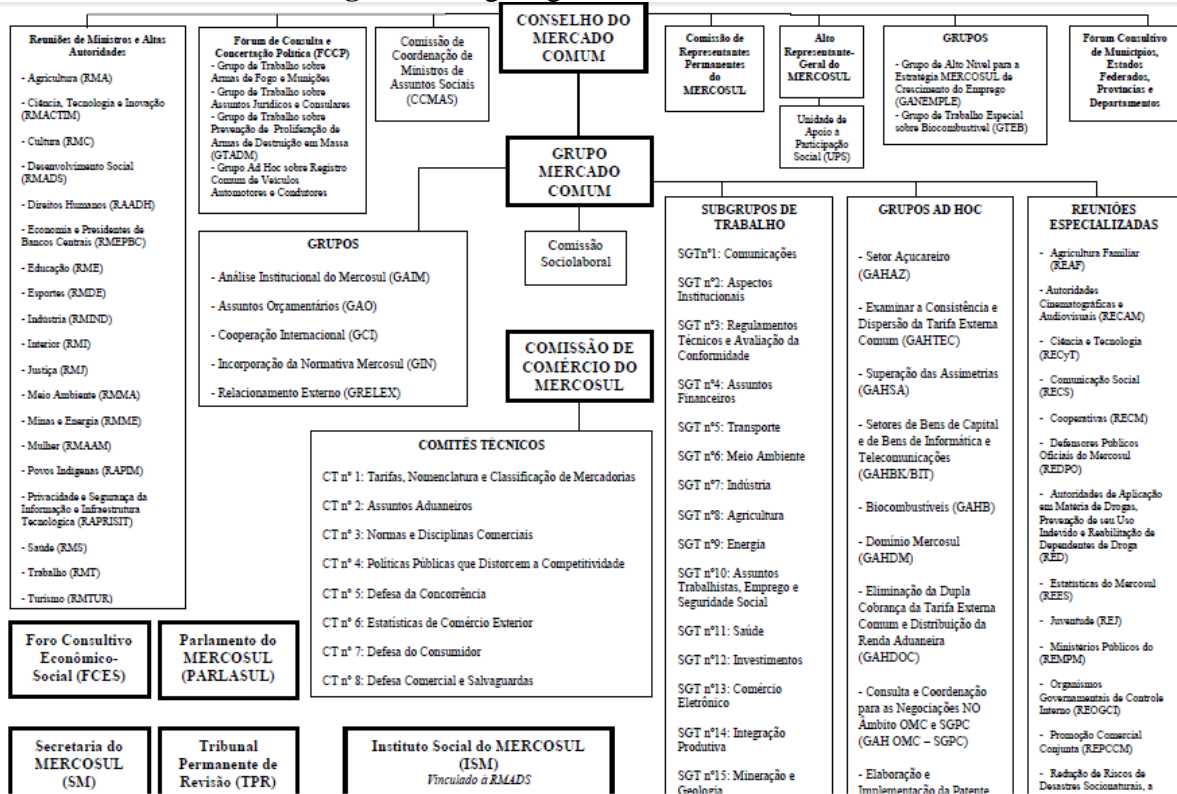 CONSELHO DO
MERCADO
COMUM
Reuniões de Ministros e Altas
Autoridades
- Agricultura (RMA)
- Ciência, Tecnologia e Inovação
(RMACTIM)
- Cultura (RMC)
- Desenvolvimento Social
(RMADS)
- Direitos Humanos (RAADH)
- Economia e Presidentes de
Bancos Centrais (RMEPBC)
- Educação (RME)
- Esportes (RMDE)
- Indústria (RMIND)
- Interior (RMI)
- Justiça (RMJ)
- Meio Ambiente (RMMA)
- Minas e Energia (RMME)
- Mulher (RMAAM)
- Povos Indígenas (RAPIM)
- Privacidade e Segurança da
Informação e Infraestrutura
Tecnológica (RAPRISIT)
- Saúde (RMS)
- Trabalho (RMT)
- Turismo (RMTUR)
Fórum de Consulta e
Concertação Política (FCCP)
- Grupo de Trabalho sobre
Armas de Fogo e Munições
- Grupo de Trabalho sobre
Assuntos Jurídicos e Consulares
- Grupo de Trabalho sobre
Prevenção de Proliferação de
Armas de Destruição em Massa
(GTADM)
- Grupo Ad Hoc sobre Registro
Comum de Veículos
Automotores e Condutores
Comissão de
Coordenação de
Ministros de
Assuntos Sociais
(CCMAS)
Comissão de
Representantes
Permanentes
do
MERCOSUL
Alto
Representante-
Geral do
MERCOSUL
Unidade de
Apoio a
Participação
Social (UPS)
GRUPOS
- Grupo de Alto Nível para a
Estratégia MERCOSUL de
Crescimento do Emprego
(GANEMPLE)
- Grupo de Trabalho Especial
sobre Biocombustível (GTEB)
Fórum Consultivo
de Municípios,
Estados
Federados,
Províncias e
Departamentos
GRUPO
MERCADO
COMUM
GRUPOS
- Análise Institucional do Mercosul (GAIM)
- Assuntos Orçamentários (GAO)
- Cooperação Internacional (GCI)
- Incorporação da Normativa Mercosul (GIN)
- Relacionamento Externo (GRELEX)
Comissão
Sociolaboral
COMISSÃO DE
COMÉRCIO DO
MERCOSUL
COMITÊS TÉCNICOS
CT nº 1: Tarifas, Nomenclatura e Classificação de Mercadorias
CT nº 2: Assuntos Aduaneiros
CT nº 3: Normas e Disciplinas Comerciais
CT nº 4: Políticas Públicas que Distorcem a Competitividade
CT nº 5: Defesa da Concorrência
CT nº 6: Estatísticas de Comércio Exterior
CT nº 7: Defesa do Consumidor
CT nº 8: Defesa Comercial e Salvaguardas
SUBGRUPOS DE
TRABALHO
SGTnº1: Comunicações
SGT nº2: Aspectos
Institucionais
SGT nº3: Regulamentos
Técnicos e Avaliação da
Conformidade
SGT nº4: Assuntos
Financeiros
SGT nº5: Transporte
SGT nº6: Meio Ambiente
SGT nº7: Indústria
SGT nº8: Agricultura
SGT nº9: Energia
SGT nº10: Assuntos
Trabalhistas, Emprego e
Seguridade Social
SGT nº11: Saúde
SGT nº12: Investimentos
SGT nº13: Comércio
Eletrônico
SGT nº14: Integração
Produtiva
SGT nº15: Mineração e
Geologia
GRUPOS AD HOC
- Setor Açucareiro
(GAHAZ)
- Examinar a Consistência e
Dispersão da Tarifa Externa
Comum (GAHTEC)
- Superação das Assimetrias
(GAHSA)
- Setores de Bens de Capital
e de Bens de Informática e
Telecomunicações
(GAHBK/BIT)
- Biocombustíveis (GAHB)
- Domínio Mercosul
(GAHDM)
- Eliminação da Dupla
Cobrança da Tarifa Externa
Comum e Distribuição da
Renda Aduaneira
(GAHDOC)
- Consulta e Coordenação
para as Negociações NO
Âmbito OMC e SGPC
(GAH OMC – SGPC)
- Elaboração e
Implementação da Patente
REUNIÕES
ESPECIALIZADAS
- Agricultura Familiar
(REAF)
- Autoridades
Cinematográficas e
Audiovisuais (RECAM)
- Ciência e Tecnologia
(RECyT)
- Comunicação Social
(RECS)
- Cooperativas (RECM)
- Defensores Públicos
Oficiais do Mercosul
(REDPO)
- Autoridades de Aplicação
em Matéria de Drogas,
Prevenção de seu Uso
Indevido e Reabilitação de
Dependentes de Droga
(RED)
- Estatísticas do Mercosul
(REES)
- Juventude (REJ)
- Ministérios Públicos do
(REMPM)
- Organismos
Governamentais de Controle
Interno (REOGCI)
- Promoção Comercial
Conjunta (REPCCM)
- Redução de Riscos de
Desastres Socionaturais, a
Foro Consultivo
Econômico-
Social (FCES)
Parlamento do
MERCOSUL
(PARLASUL)
Secretaria do
MERCOSUL
(SM)
Tribunal
Permanente de
Revisão (TPR)
Instituto Social do MERCOSUL
(ISM)
Vinculado à RMADS